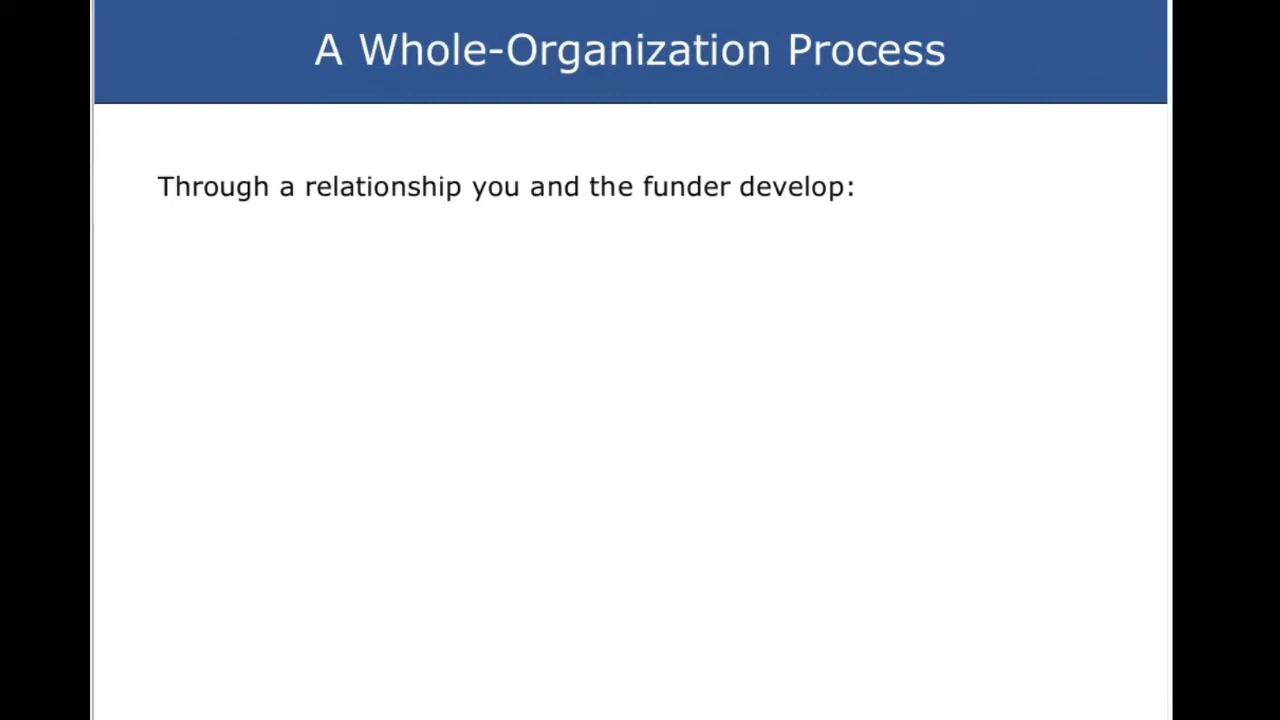 A Whole-Organization Process
Through a relationship you and the funder develop: